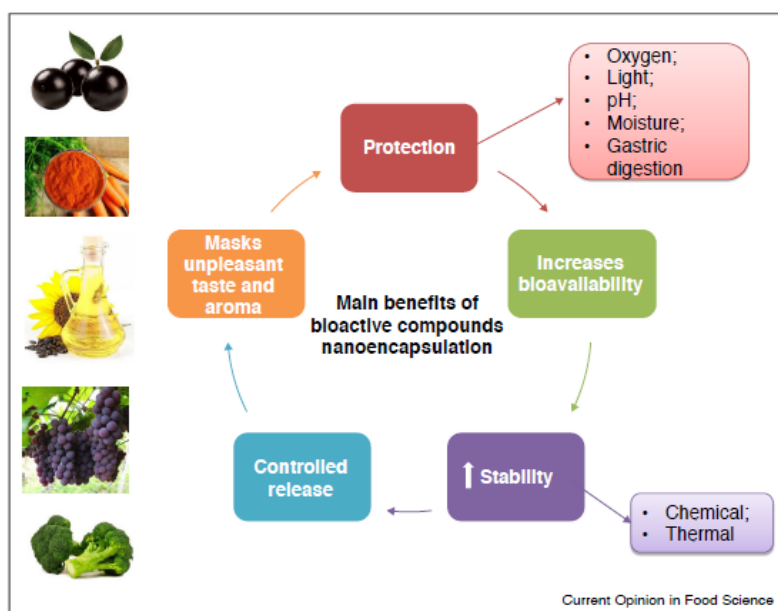 Protection
• Oxygen;
• Light;
• pH;
• Moisture;
• Gastric
digestion
Masks
unpleasant
taste and
aroma
Increases
bioavailability
Main benefits of
bioactive compounds
nanoencapsulation
Controlled
release
⬆ Stability
• Chemical;
• Thermal
Current Opinion in Food Science